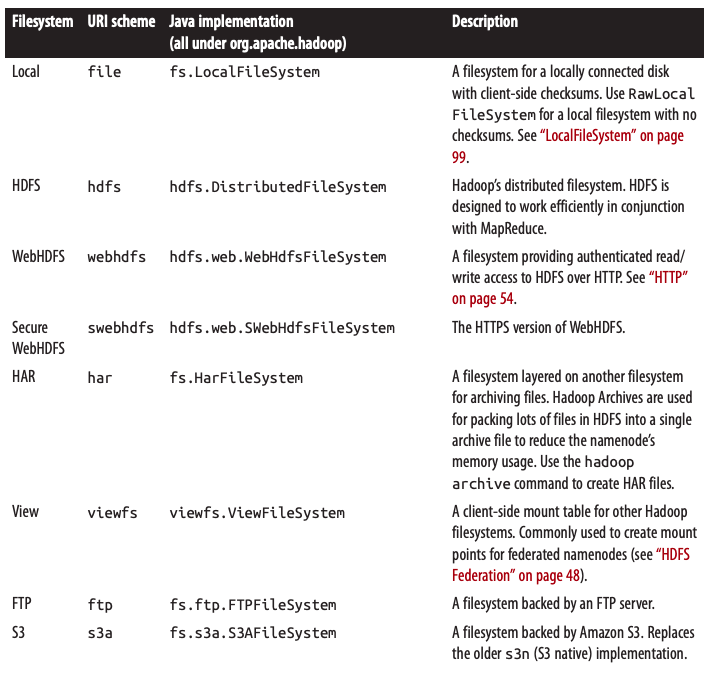 Filesystem URI scheme Java implementation Description
(all under org.apache.hadoop)
Local file fs.LocalFileSystem A filesystem for a locally connected disk
with client-side checksums. Use RawLocal
FileSystem for a local filesystem with no
checksums. See “LocalFileSystem” on page
99.
HDFS hdfs hdfs.DistributedFileSystem Hadoop’s distributed filesystem. HDFS is
designed to work efficiently in conjunction
with MapReduce.
WebHDFS webhdfs hdfs.web.WebHdfsFileSystem A filesystem providing authenticated read/
write access to HDFS over HTTP. See “HTTP”
on page 54.
Secure swebhdfs hdfs.web.SWebHdfsFileSystem The HTTPS version of WebHDFS.
WebHDFS
HAR har fs.HarFileSystem A filesystem layered on another filesystem
for archiving files. Hadoop Archives are used
for packing lots of files in HDFS into a single
archive file to reduce the namenode’s
memory usage. Use the hadoop
archive command to create HAR files.
View viewfs viewfs.ViewFileSystem A client-side mount table for other Hadoop
filesystems. Commonly used to create mount
points for federated namenodes (see “HDFS
Federation” on page 48).
FTP ftp fs.ftp.FTPFileSystem A filesystem backed by an FTP server.
S3 s3a fs.s3a.S3AFileSystem A filesystem backed by Amazon S3. Replaces
the older s3n (S3 native) implementation.